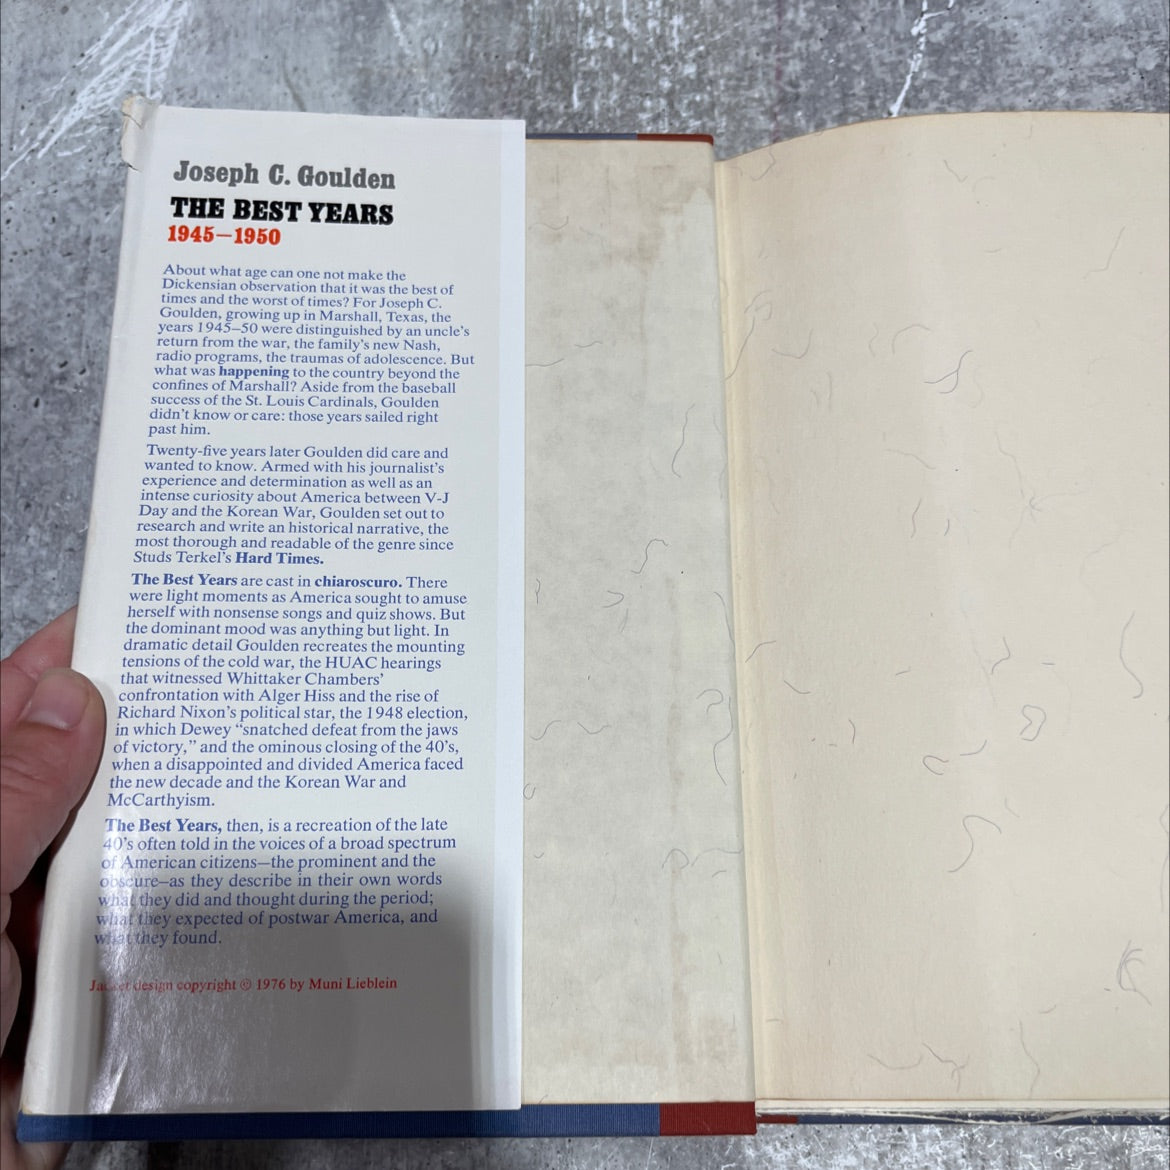 Joseph C. Goulden
THE BEST YEARS
1945–1950
About what age can one not make the
Dickensian observation that it was the best of
times and the worst of times? For Joseph C.
Goulden, growing up in Marshall, Texas, the
years 1945–50 were distinguished by an uncle's
return from the war, the family's new Nash,
radio programs, the traumas of adolescence. But
what was happening to the country beyond the
confines of Marshall? Aside from the baseball
success of the St. Louis Cardinals, Goulden
didn't know or care: those years sailed right
past him.
Twenty-five years later Goulden did care and
wanted to know. Armed with his journalist's
experience and determination as well as an
intense curiosity about America between V-J
Day and the Korean War, Goulden set out to
research and write an historical narrative, the
most thorough and readable of the genre since
Studs Terkel's Hard Times.
The Best Years are cast in chiaroscuro. There
were light moments as America sought to amuse
herself with nonsense songs and quiz shows. But
the dominant mood was anything but light. In
dramatic detail Goulden recreates the mounting
tensions of the cold war, the HUAC hearings
that witnessed Whittaker Chambers'
confrontation with Alger Hiss and the rise of
Richard Nixon's political star, the 1948 election,
in which Dewey "snatched defeat from the jaws
of victory," and the ominous closing of the 40's,
when a disappointed and divided America faced
the new decade and the Korean War and
McCarthyism.
The Best Years, then, is a recreation of the late
40's often told in the voices of a broad spectrum
of American citizens—the prominent and the
obscure—as they describe in their own words
what they did and thought during the period;
what they expected of postwar America, and
what they found.
Jacket design copyright © 1976 by Muni Lieblein